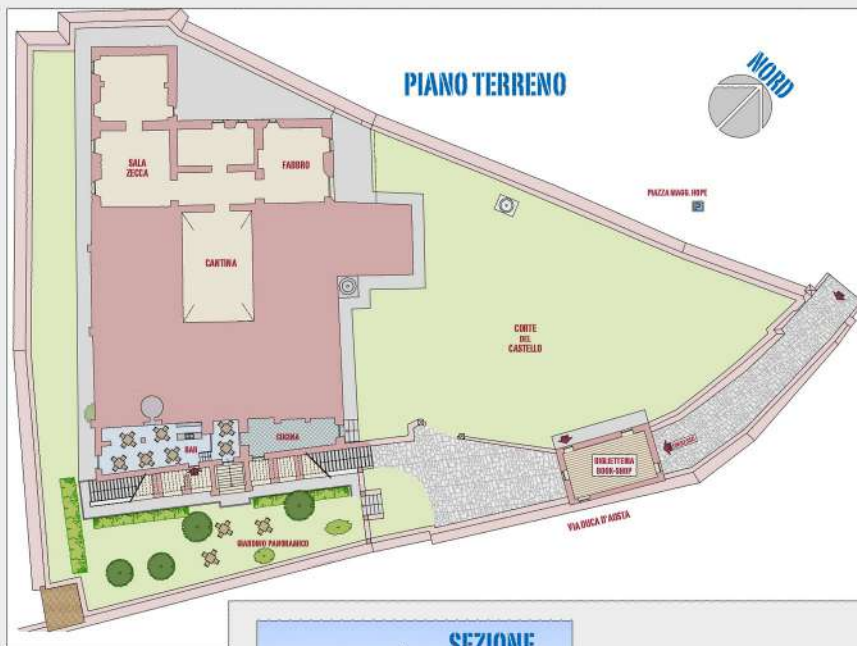 PIANO TERRENO
NORD
PIAZZA MAGG. HOPE
SALA
ZECCA
FABBRO
CANTINA
CORTE
DEL
CASTELLO
BAR
CUCINA
INGRESSO
BIGLIETTERIA
BOOK-SHOP
VIA DUCA D'AOSTA
GIARDINO PANORAMICO
SEZIONE